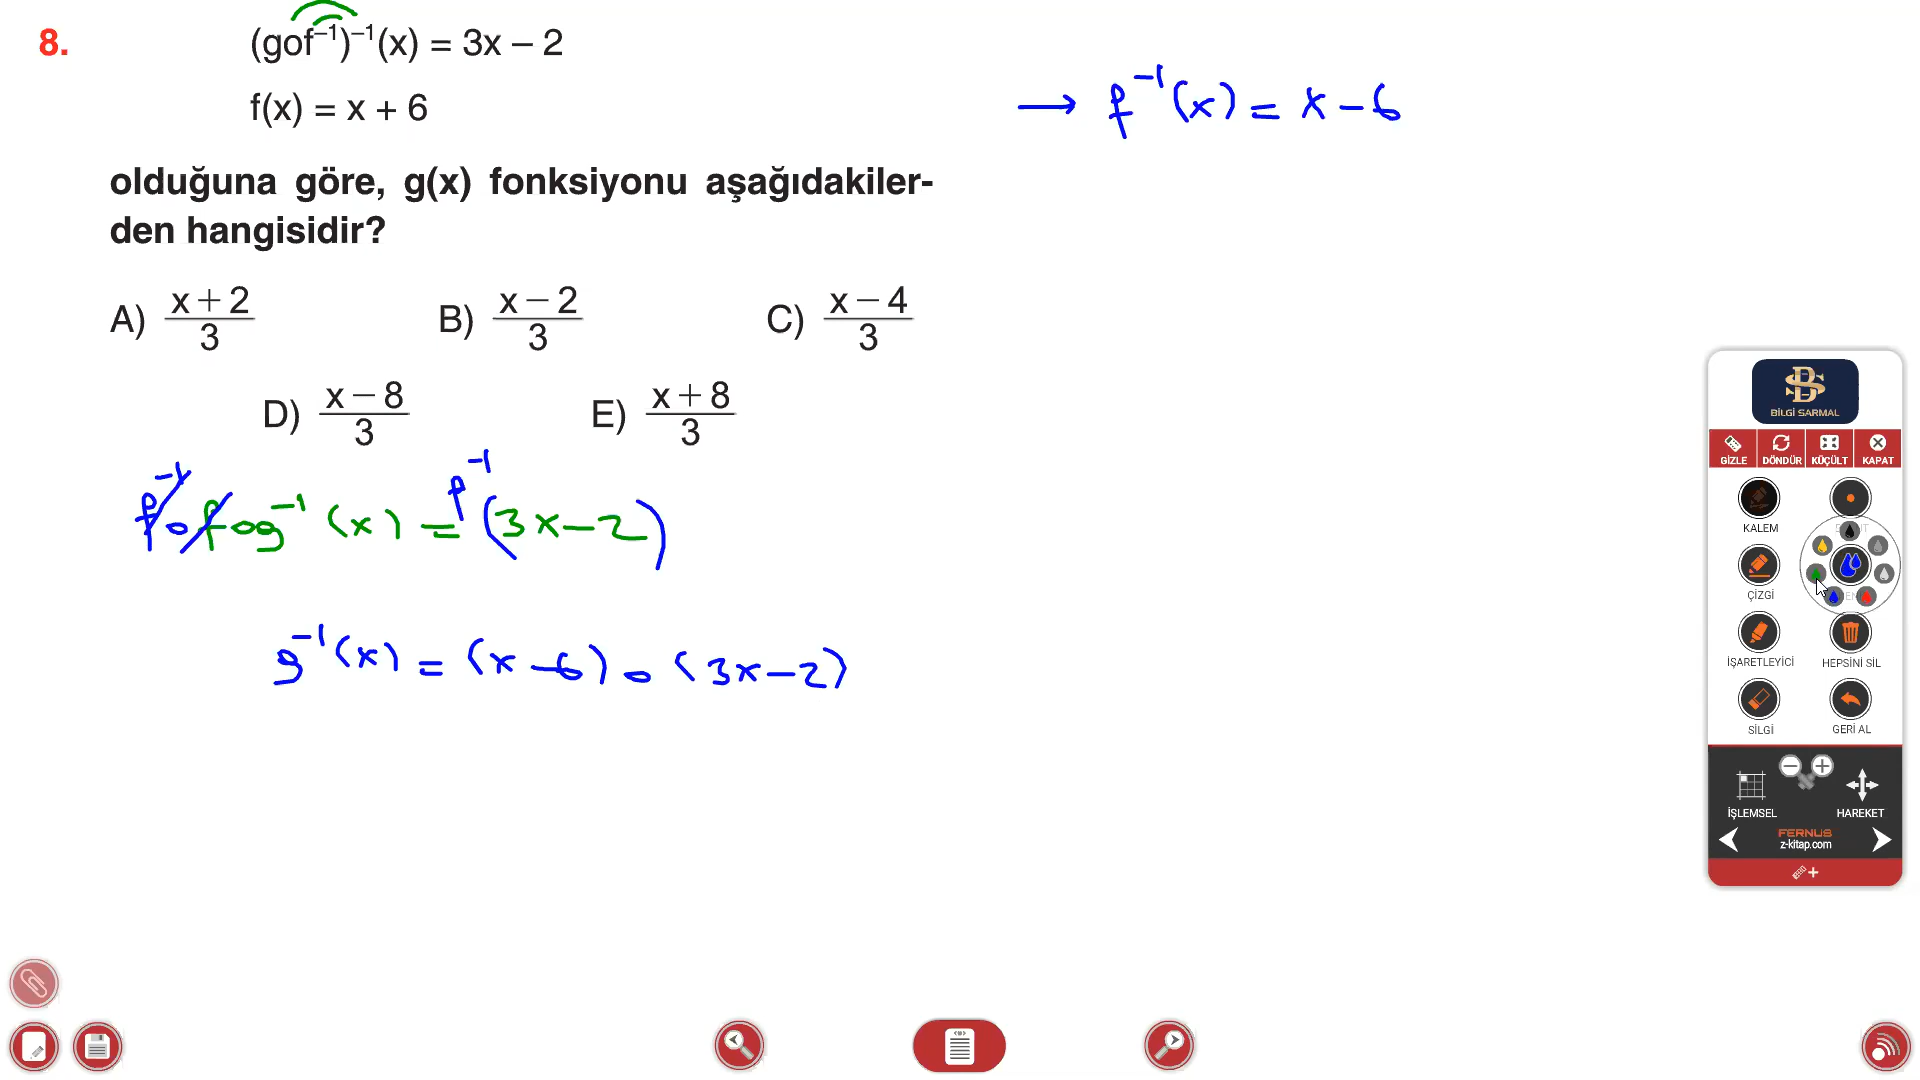 8.
(gof⁻¹)⁻¹(x) = 3x – 2
f(x) = x + 6
→ f⁻¹(x) = x – 6
olduğuna göre, g(x) fonksiyonu aşağıdakiler-
den hangisidir?
A) x + 2 / 3 B) x – 2 / 3 C) x – 4 / 3
D) x – 8 / 3 E) x + 8 / 3
f⁻¹ o f o g⁻¹(x) = f⁻¹(3x – 2)
g⁻¹(x) = (x – 6) o (3x – 2)
BİLGİ SARMAL
GİZLE DÖNDÜR KÜÇÜLT KAPAT
KALEM
ÇİZGİ
İŞARETLEYİCİ HEPSİNİ SİL
SİLGİ GERİ AL
İŞLEMSEL HAREKET
FERNUS
z-kitap.com